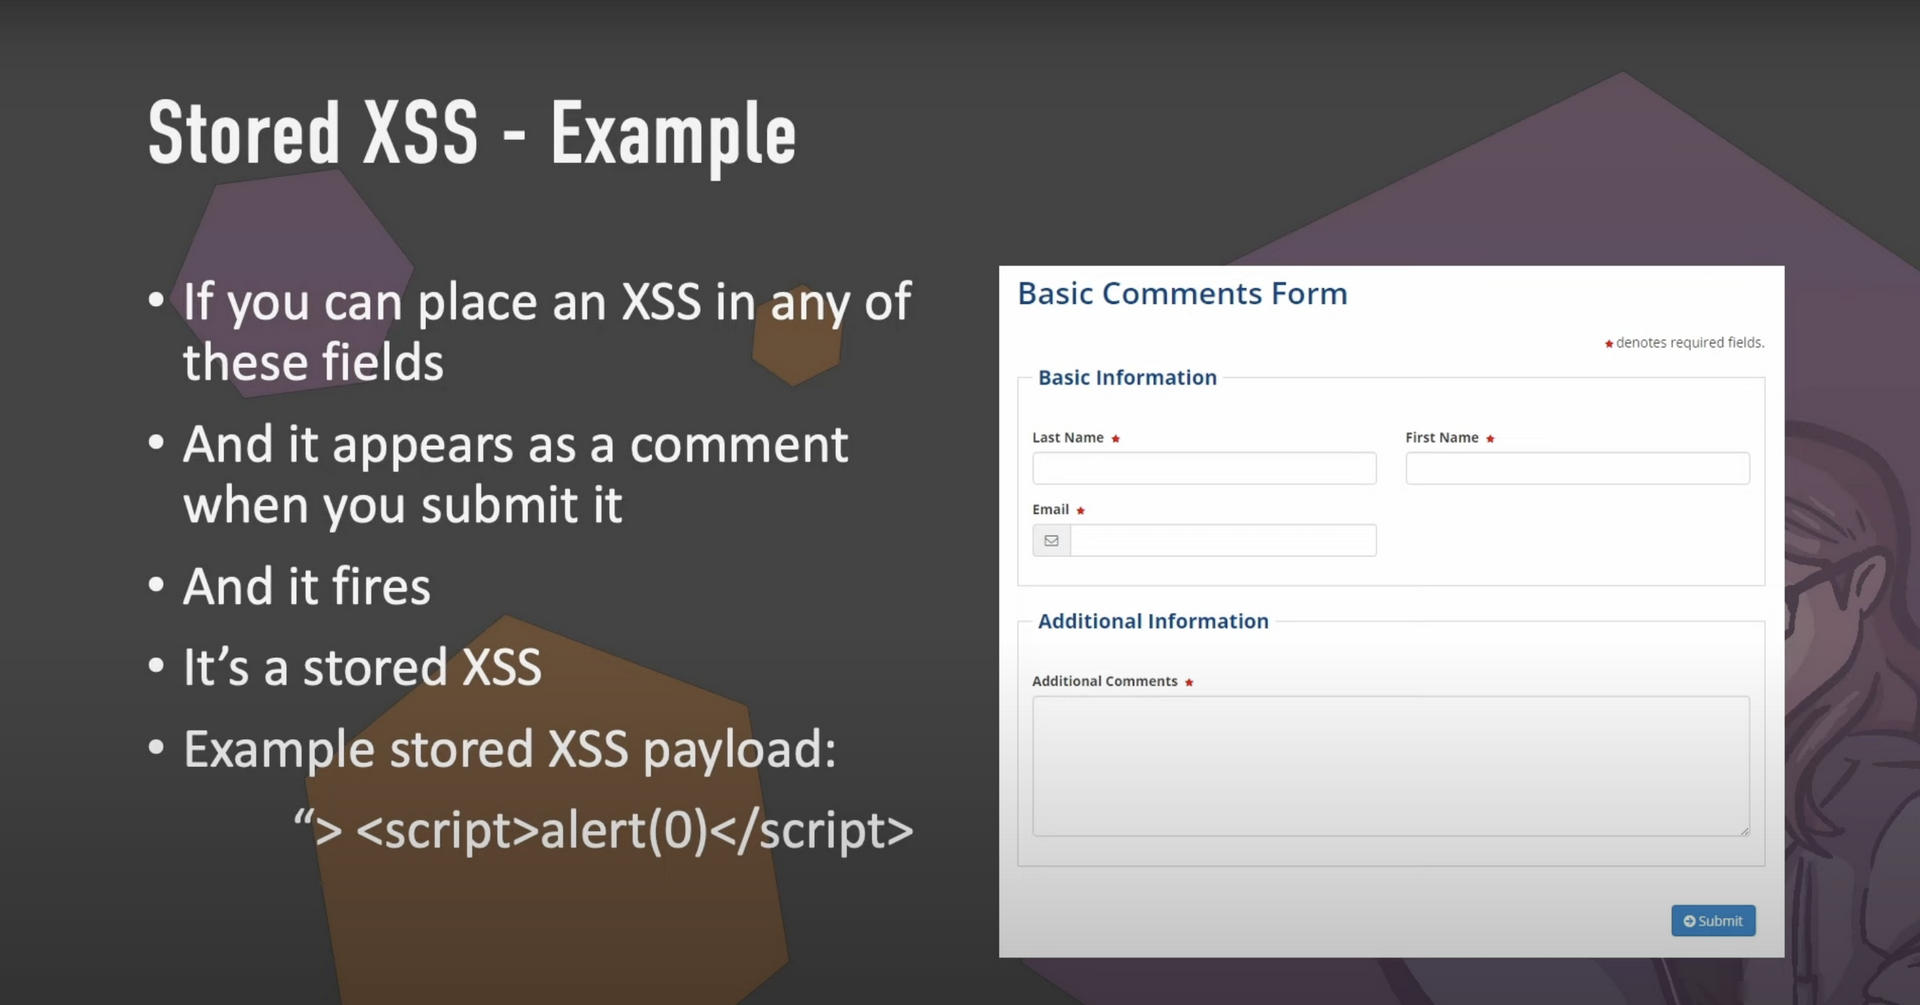 Stored XSS - Example
• If you can place an XSS in any of
these fields
• And it appears as a comment
when you submit it
• And it fires
• It’s a stored XSS
• Example stored XSS payload:
“> <script>alert(0)</script>
Basic Comments Form
★ denotes required fields.
Basic Information
Last Name ★
First Name ★
Email ★
Additional Information
Additional Comments ★
Submit